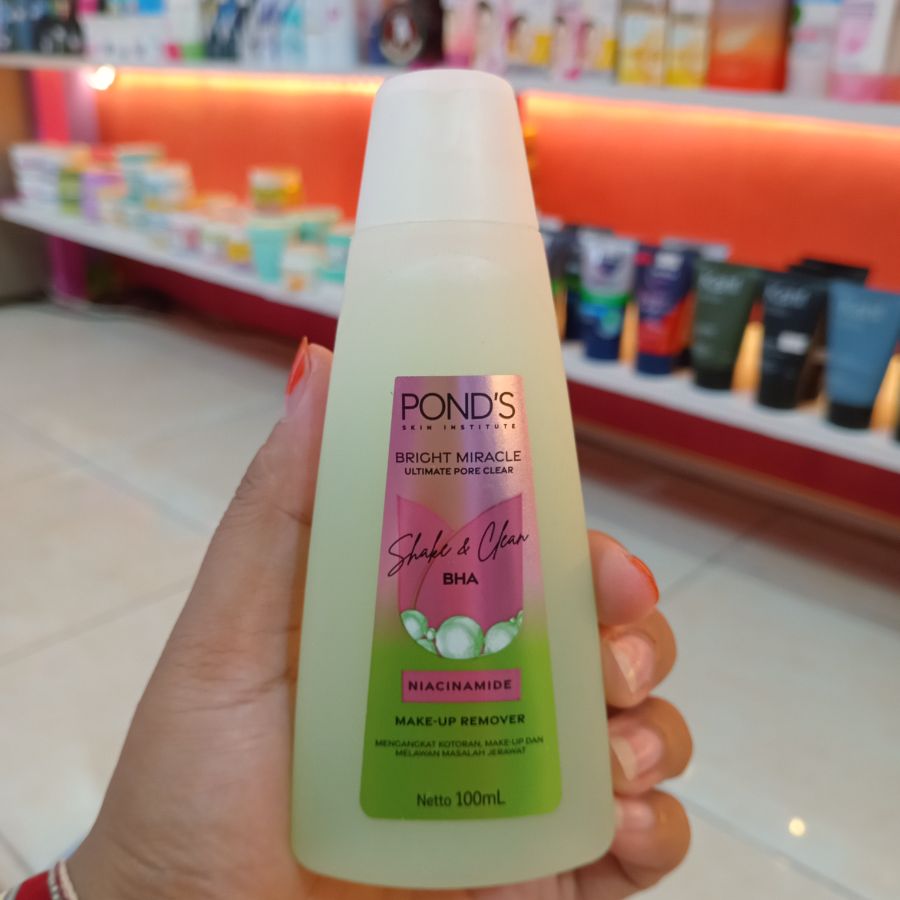 POND'S
SKIN INSTITUTE
BRIGHT MIRACLE
ULTIMATE PORE CLEAR
Shake & Clean
BHA
NIACINAMIDE
MAKE-UP REMOVER
MENGANGKAT KOTORAN, MAKE-UP DAN
MELAWAN MASALAH JERAWAT
Netto 100mL